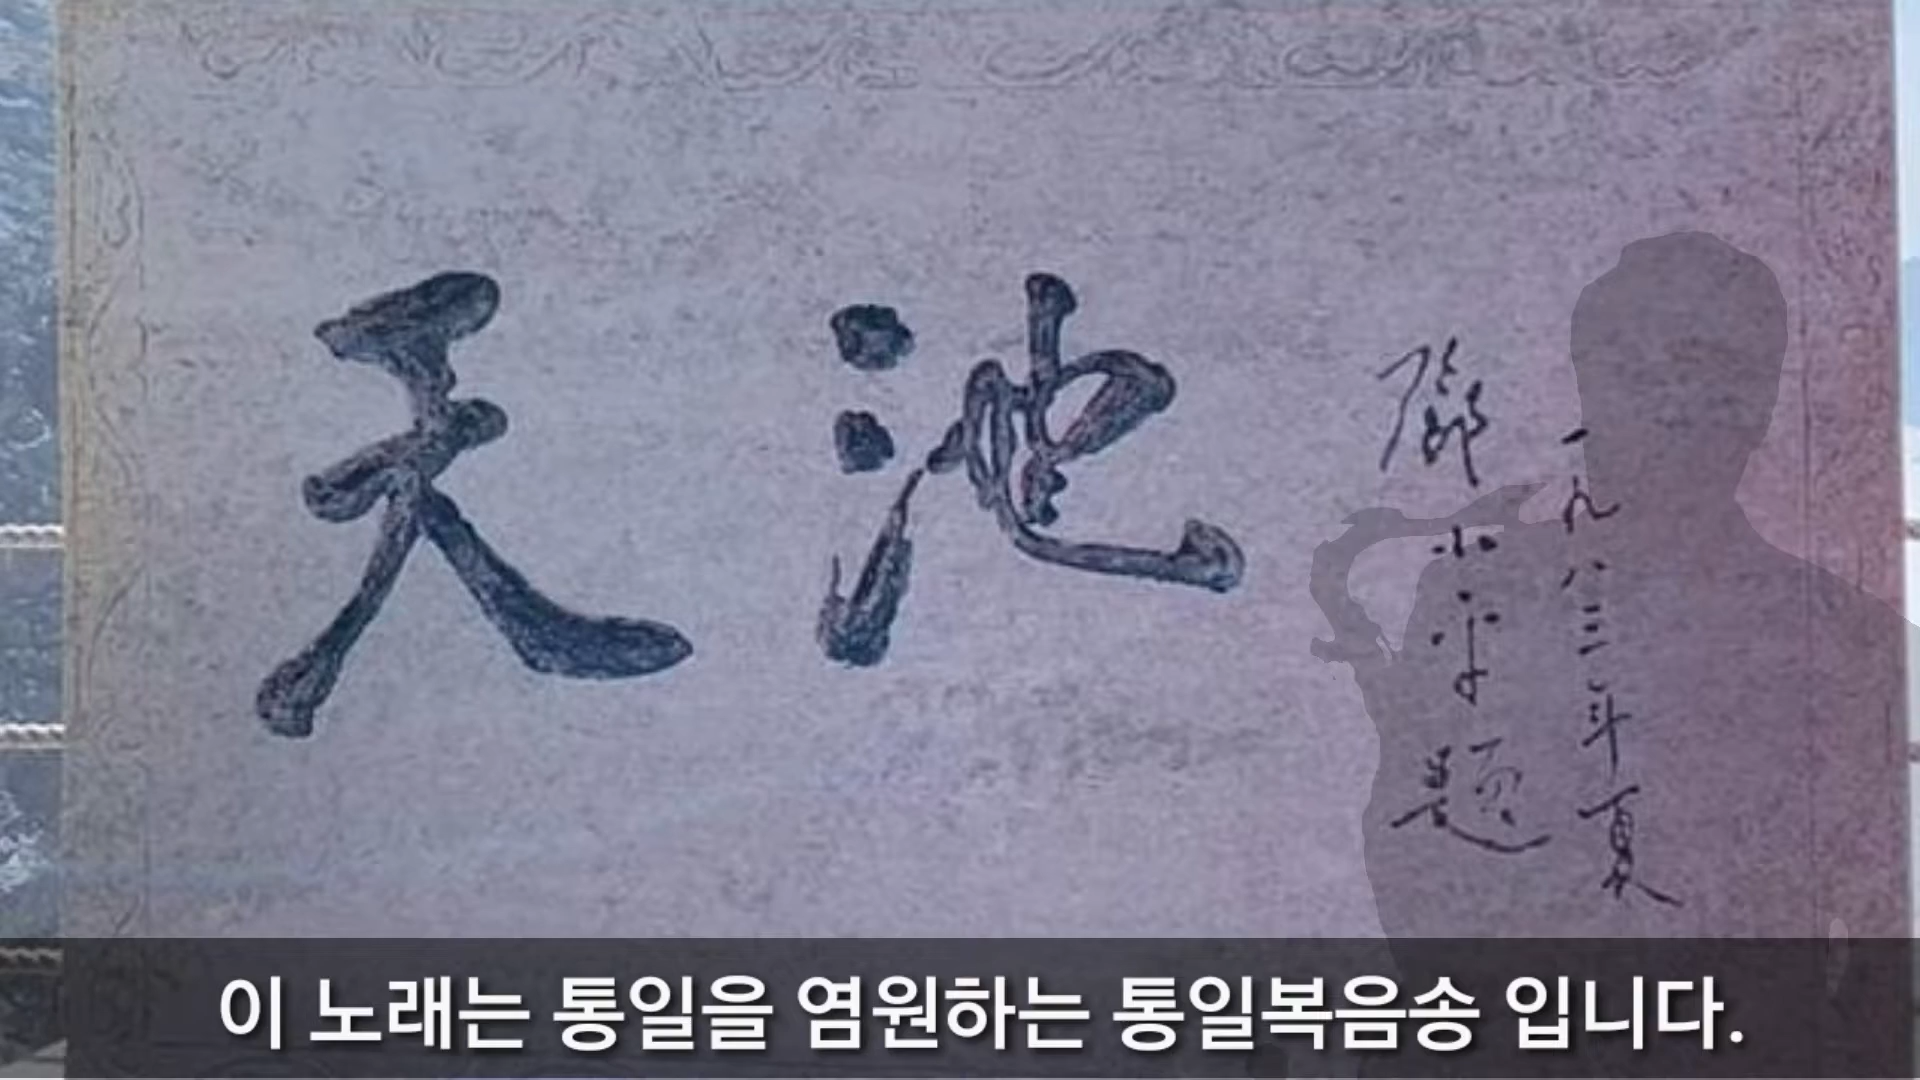 天池
鄧小平題
一九八三年夏
이 노래는 통일을 염원하는 통일복음송 입니다.